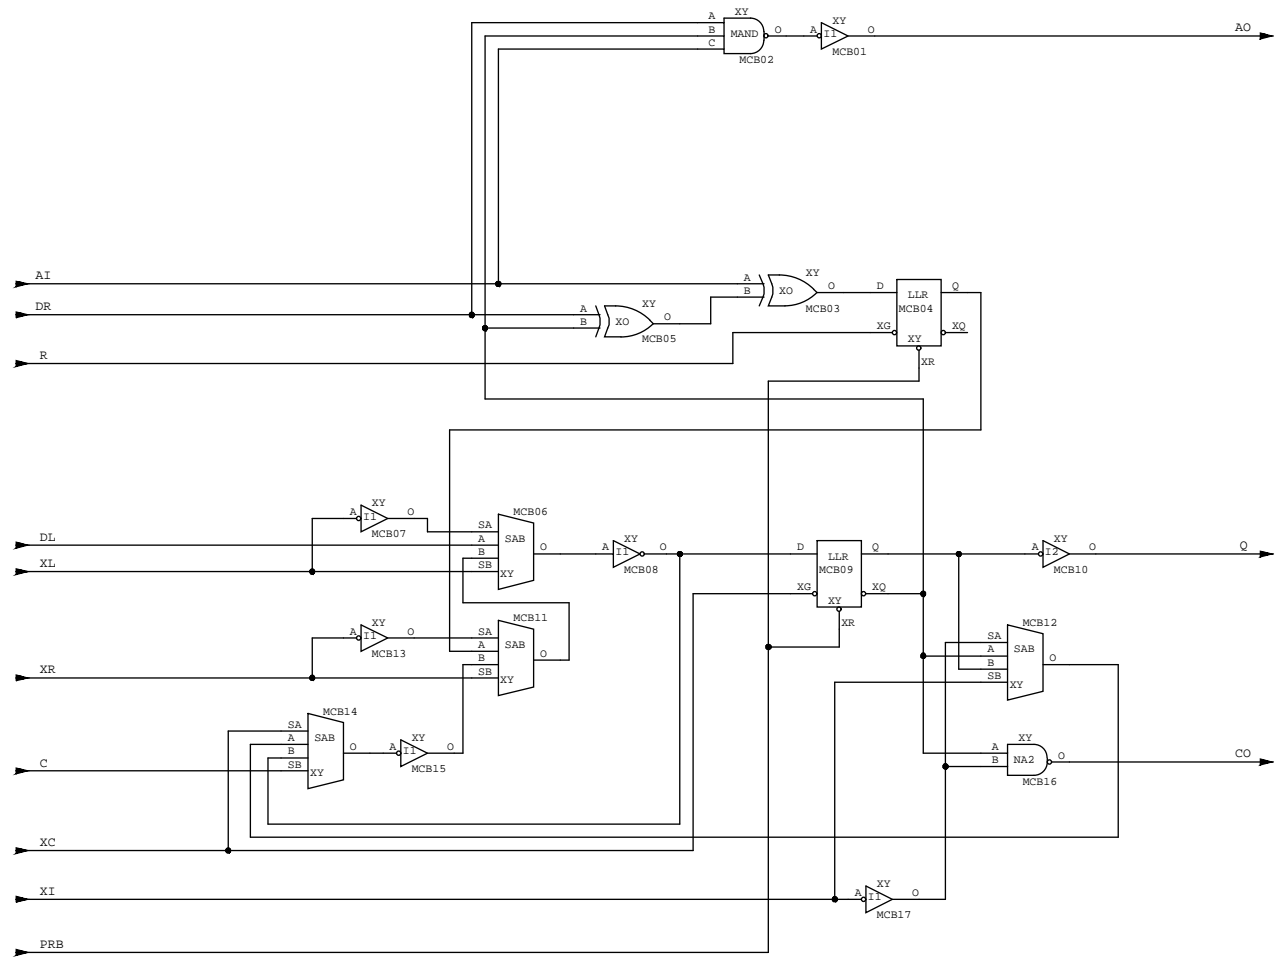 XY
A
B
MAND
O
C
MCB02
XY
A
I1
O
MCB01
AO
AI
DR
R
XY
A
B
XO
O
MCB05
XY
A
B
XO
O
MCB03
D
LLR
Q
MCB04
XG
XY
XQ
XR
DL
XL
XY
A
I1
O
MCB07
MCB06
SA
A
SAB
B
O
SB
XY
XY
A
I1
O
MCB08
D
LLR
Q
MCB09
XG
XY
XQ
XR
XY
A
I2
O
MCB10
Q
XR
XY
A
I1
O
MCB13
MCB11
SA
A
SAB
B
O
SB
XY
MCB12
SA
A
SAB
B
O
SB
XY
C
MCB14
SA
A
SAB
B
O
SB
XY
XY
A
I1
O
MCB15
XY
A
B
NA2
O
MCB16
CO
XC
XI
XY
A
I1
O
MCB17
PRB